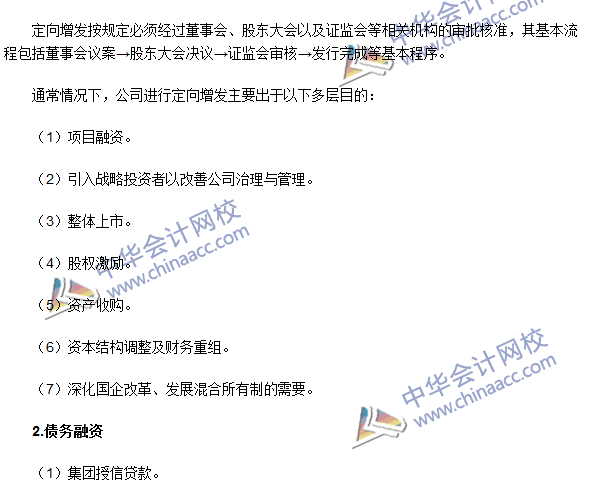 定向增发按规定必须经过董事会、股东大会以及证监会等相关机构的审批核准，其基本流
程包括董事会议案→股东大会决议→证监会审核→发行完成等基本程序。
通常情况下，公司进行定向增发主要出于以下多层目的：
（1）项目融资。
（2）引入战略投资者以改善公司治理与管理。
（3）整体上市。
（4）股权激励。
（5）资产收购。
（6）资本结构调整及财务重组。
（7）深化国企改革、发展混合所有制的需要。
2.债务融资
（1）集团授信贷款。
中华会计网校
www.chinaacc.com
中华会计网校
www.chinaacc.com
中华会计网校
www.chinaacc.com